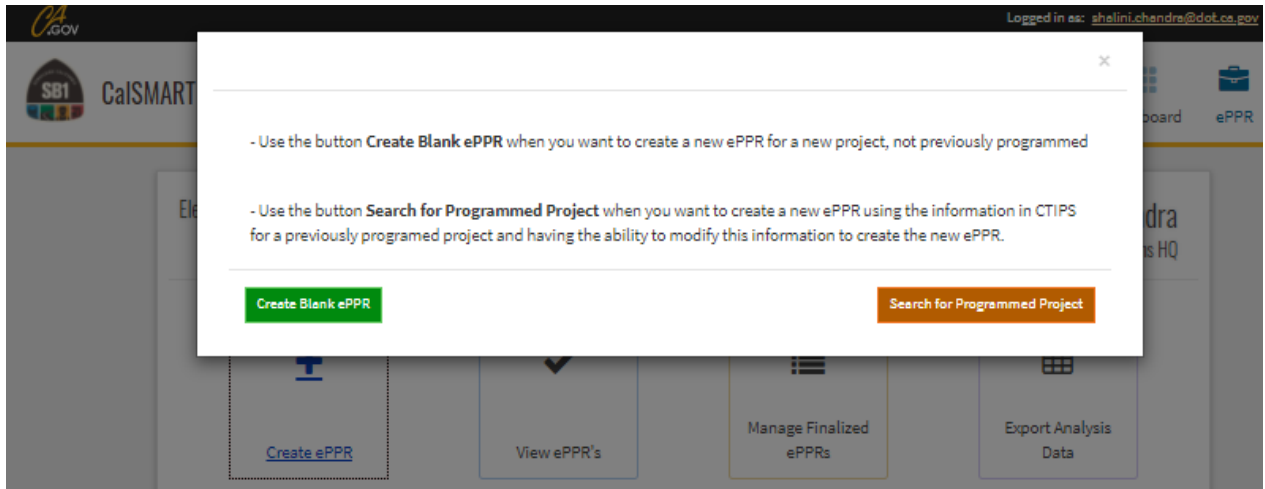 CA.GOV
Logged in as: shalini.chandra@dot.ca.gov
×
SB1
CalSMART
board
ePPR
- Use the button Create Blank ePPR when you want to create a new ePPR for a new project, not previously programmed
Ele
dra
- Use the button Search for Programmed Project when you want to create a new ePPR using the information in CTIPS
for a previously programed project and having the ability to modify this information to create the new ePPR.
ns HQ
Create Blank ePPR
Search for Programmed Project
Create ePPR
View ePPR's
Manage Finalized
ePPRs
Export Analysis
Data